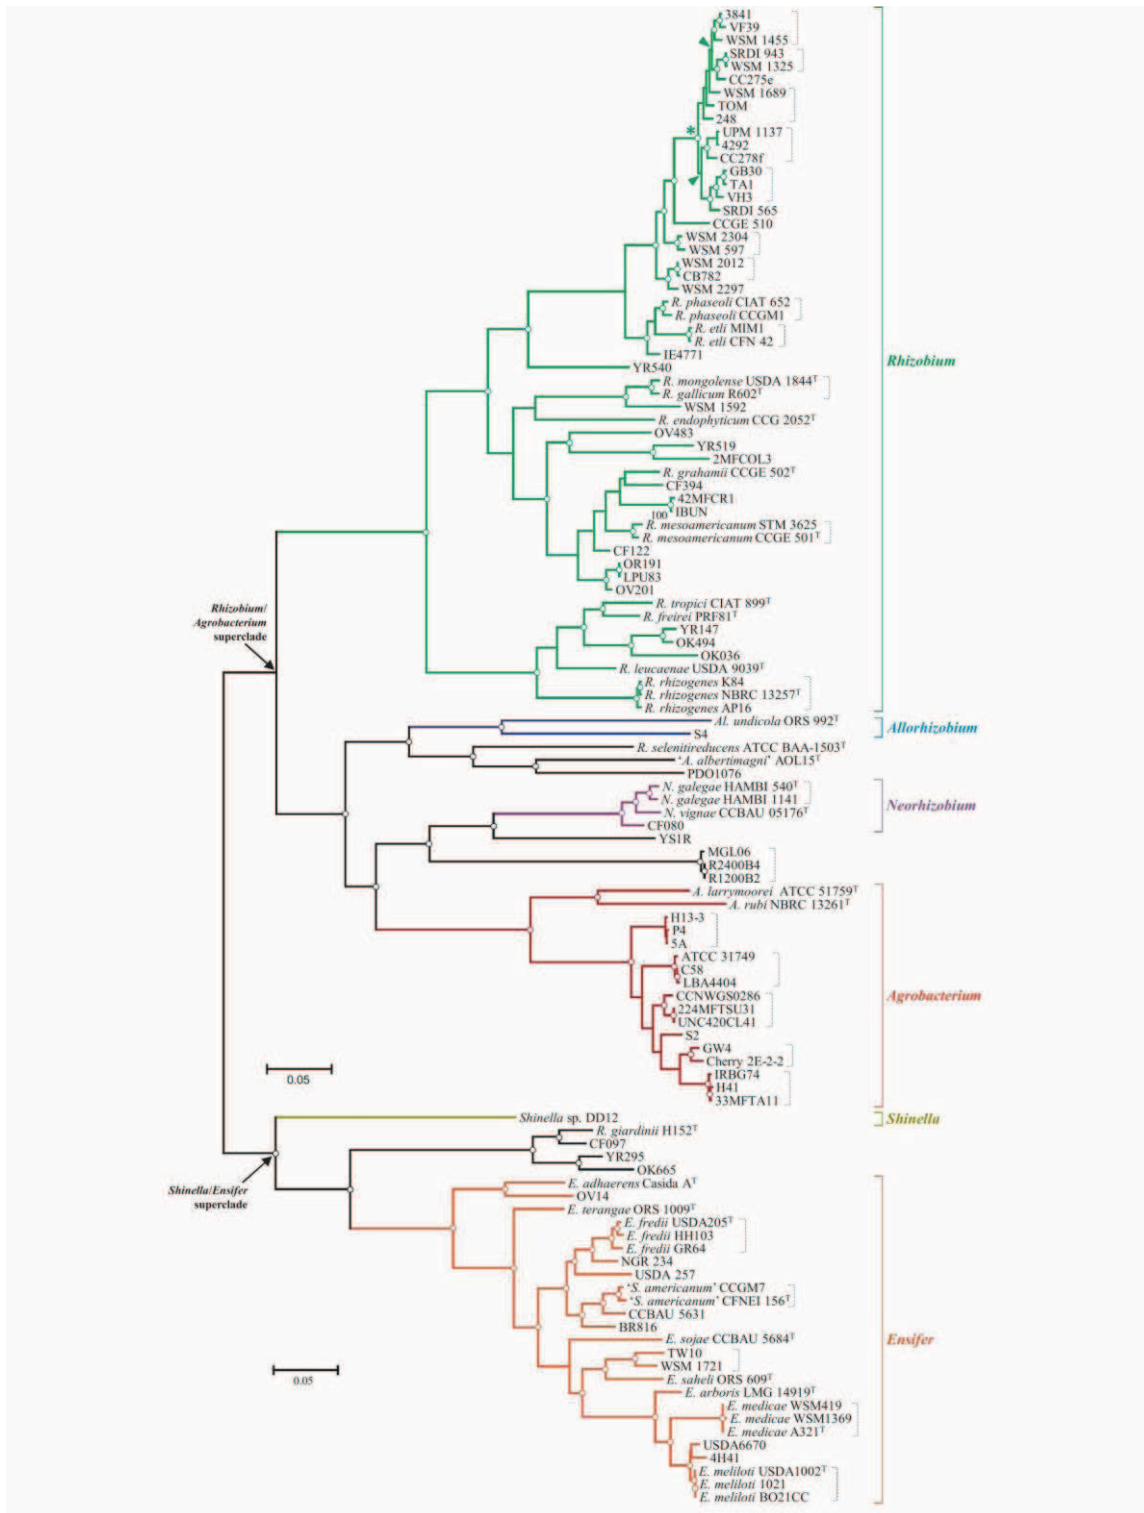 3841
VF39
WSM 1455
SRDI 943
WSM 1325
CC275e
WSM 1689
TOM
248
*
UPM 1137
4292
CC278f
GB30
TA1
VH3
SRDI 565
CCGE 510
WSM 2304
WSM 597
WSM 2012
CB782
WSM 2297
R. phaseoli CIAT 652
R. phaseoli CCGM1
R. etli MIM1
R. etli CFN 42
IE4771
Rhizobium
YR540
R. mongolense USDA 1844ᵀ
R. gallicum R602ᵀ
WSM 1592
R. endophyticum CCG 2052ᵀ
OV483
YR519
2MFCOL3
R. grahamii CCGE 502ᵀ
CF394
42MFCR1
100 IBUN
R. mesoamericanum STM 3625
R. mesoamericanum CCGE 501ᵀ
CF122
OR191
LPU83
OV201
R. tropici CIAT 899ᵀ
R. freirei PRF81ᵀ
Rhizobium/
Agrobacterium
superclade
YR147
OK494
OK036
R. leucaenae USDA 9039ᵀ
R. rhizogenes K84
R. rhizogenes NBRC 13257ᵀ
R. rhizogenes AP16
Al. undicola ORS 992ᵀ
Allorhizobium
S4
R. selenitireducens ATCC BAA-1503ᵀ
'A. albertimagni' AOL15ᵀ
PDO1076
N. galegae HAMBI 540ᵀ
N. galegae HAMBI 1141
Neorhizobium
N. vignae CCBAU 05176ᵀ
CF080
YS1R
MGL06
R2400B4
R1200B2
A. larrymoorei ATCC 51759ᵀ
A. rubi NBRC 13261ᵀ
H13-3
P4
5A
ATCC 31749
C58
LBA4404
CCNWGS0286
Agrobacterium
224MFTSU31
UNC420CL41
S2
GW4
Cherry 2E-2-2
IRBG74
0.05
H41
33MFTA11
Shinella sp. DD12
Shinella
R. giardinii H152ᵀ
CF097
YR295
OK665
Shinella/Ensifer
superclade
E. adhaerens Casida Aᵀ
OV14
E. terangae ORS 1009ᵀ
E. fredii USDA205ᵀ
E. fredii HH103
E. fredii GR64
NGR 234
USDA 257
'S. americanum' CCGM7
'S. americanum' CFNEI 156ᵀ
CCBAU 5631
BR816
E. sojae CCBAU 5684ᵀ
Ensifer
TW10
WSM 1721
E. saheli ORS 609ᵀ
0.05
E. arboris LMG 14919ᵀ
E. medicae WSM419
E. medicae WSM1369
E. medicae A321ᵀ
USDA6670
4H41
E. meliloti USDA1002ᵀ
E. meliloti 1021
E. meliloti BO21CC